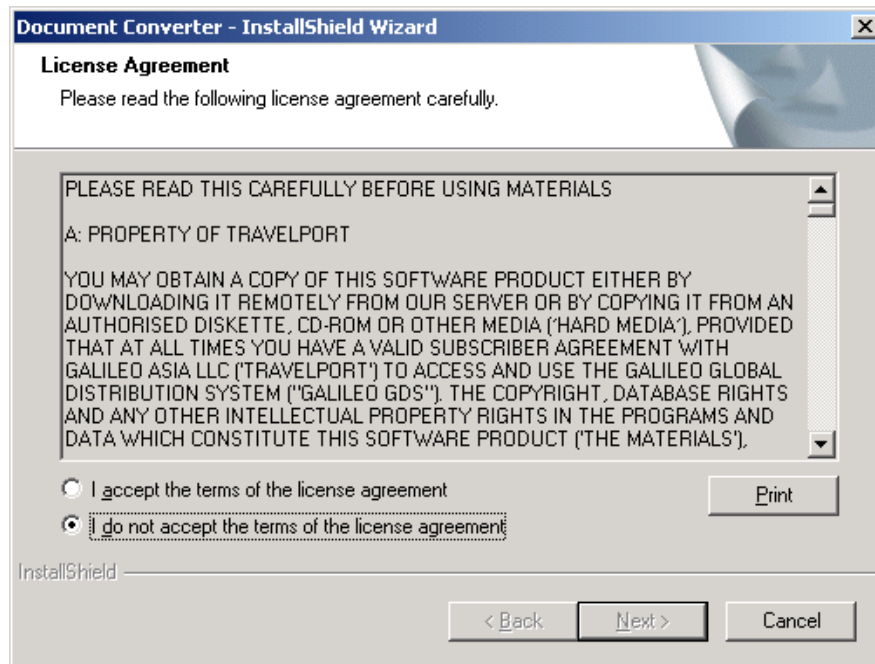 Document Converter - InstallShield Wizard
License Agreement
Please read the following license agreement carefully.
PLEASE READ THIS CAREFULLY BEFORE USING MATERIALS
A: PROPERTY OF TRAVELPORT
YOU MAY OBTAIN A COPY OF THIS SOFTWARE PRODUCT EITHER BY
DOWNLOADING IT REMOTELY FROM OUR SERVER OR BY COPYING IT FROM AN
AUTHORISED DISKETTE, CD-ROM OR OTHER MEDIA (‘HARD MEDIA’), PROVIDED
THAT AT ALL TIMES YOU HAVE A VALID SUBSCRIBER AGREEMENT WITH
GALILEO ASIA LLC ('TRAVELPORT') TO ACCESS AND USE THE GALILEO GLOBAL
DISTRIBUTION SYSTEM ("GALILEO GDS"). THE COPYRIGHT, DATABASE RIGHTS
AND ANY OTHER INTELLECTUAL PROPERTY RIGHTS IN THE PROGRAMS AND
DATA WHICH CONSTITUTE THIS SOFTWARE PRODUCT ('THE MATERIALS'),
I accept the terms of the license agreement
Print
I do not accept the terms of the license agreement
InstallShield
< Back Next > Cancel